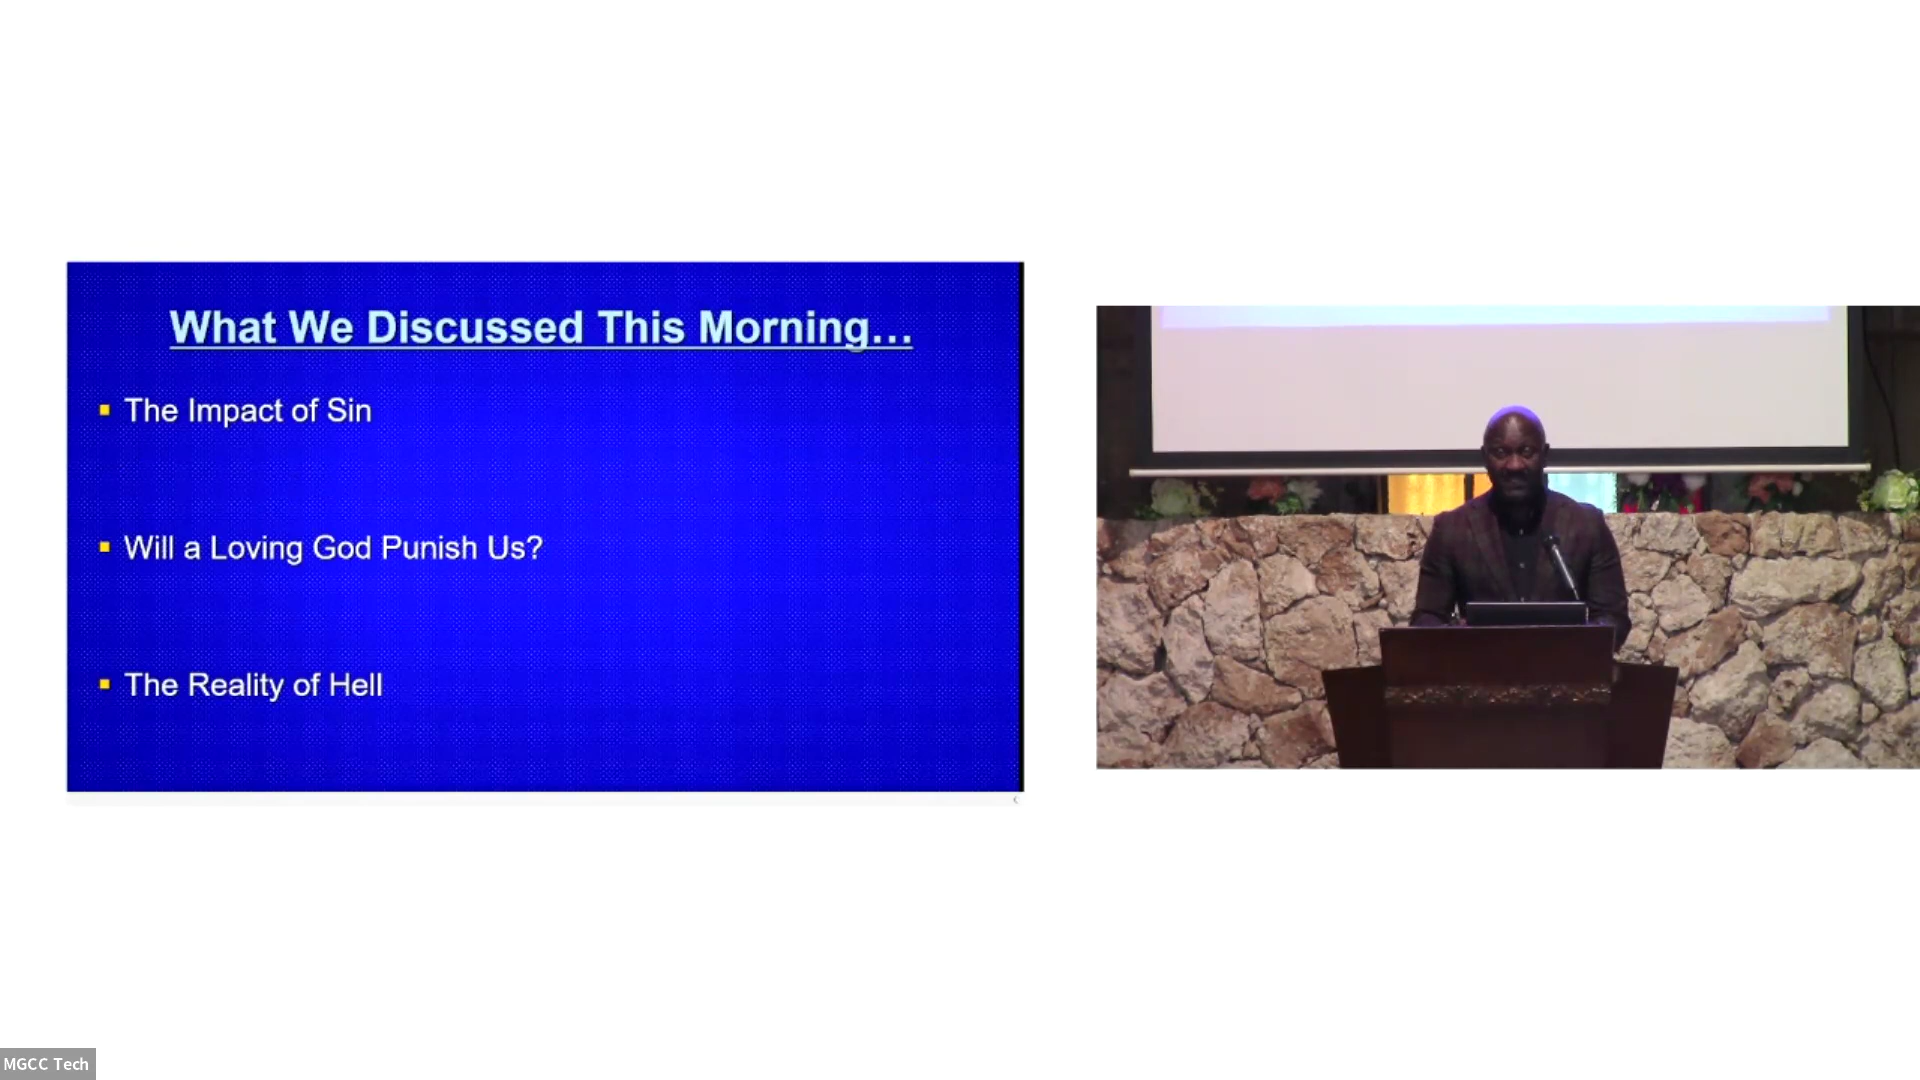 What We Discussed This Morning...
The Impact of Sin
Will a Loving God Punish Us?
The Reality of Hell
MGCC Tech